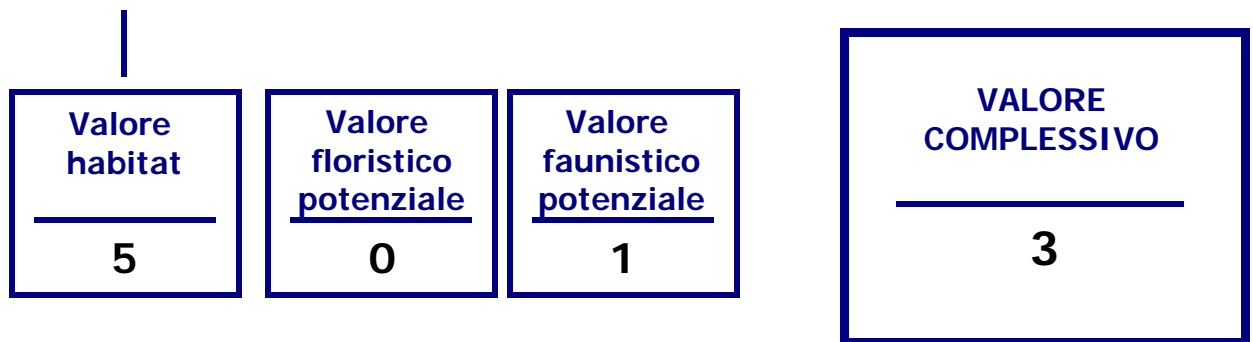 Valore
habitat
5
Valore
floristico
potenziale
0
Valore
faunistico
potenziale
1
VALORE
COMPLESSIVO
3